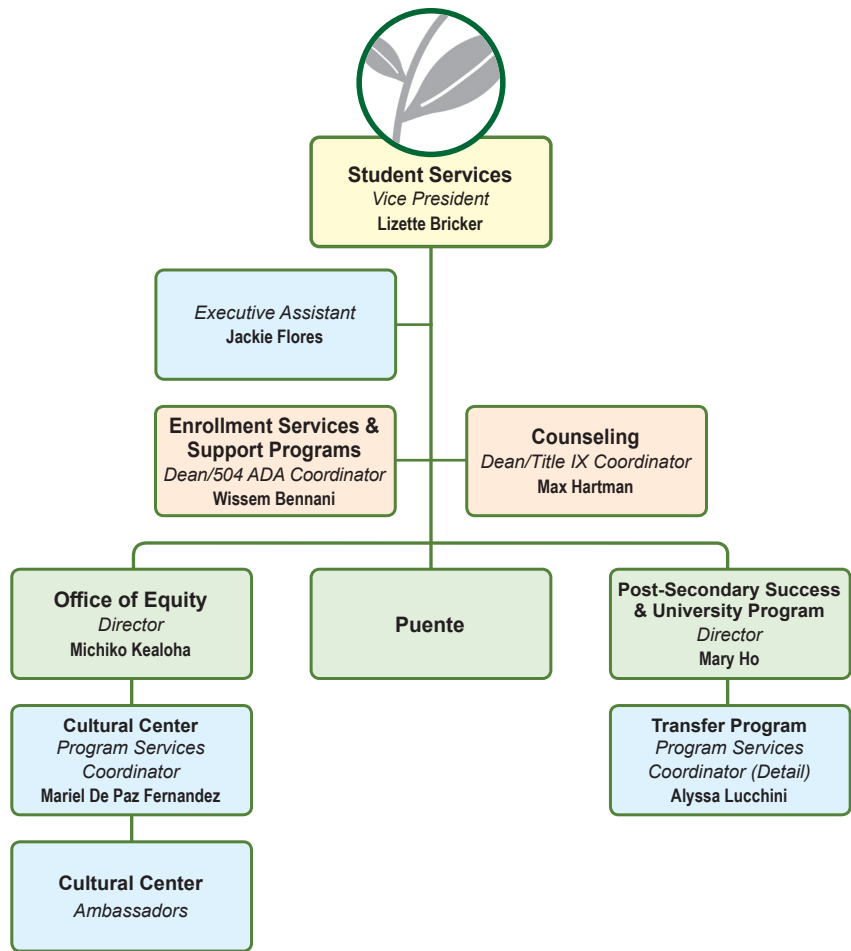 Student Services
Vice President
Lizette Bricker
Executive Assistant
Jackie Flores
Enrollment Services &
Support Programs
Dean/504 ADA Coordinator
Wissem Bennani
Counseling
Dean/Title IX Coordinator
Max Hartman
Office of Equity
Director
Michiko Kealoha
Puente
Post-Secondary Success
& University Program
Director
Mary Ho
Cultural Center
Program Services
Coordinator
Mariel De Paz Fernandez
Transfer Program
Program Services
Coordinator (Detail)
Alyssa Lucchini
Cultural Center
Ambassadors